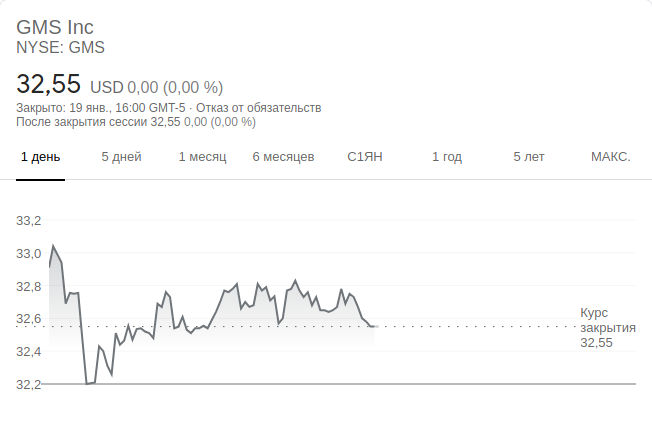 GMS Inc
NYSE: GMS
32,55 USD 0,00 (0,00 %)
Закрыто: 19 янв., 16:00 GMT-5 · Отказ от обязательств
После закрытия сессии 32,55 0,00 (0,00 %)
1 день 5 дней 1 месяц 6 месяцев С1ЯН 1 год 5 лет МАКС.
33,2
33,0
32,8
32,6
32,4
32,2
Курс
закрытия
32,55